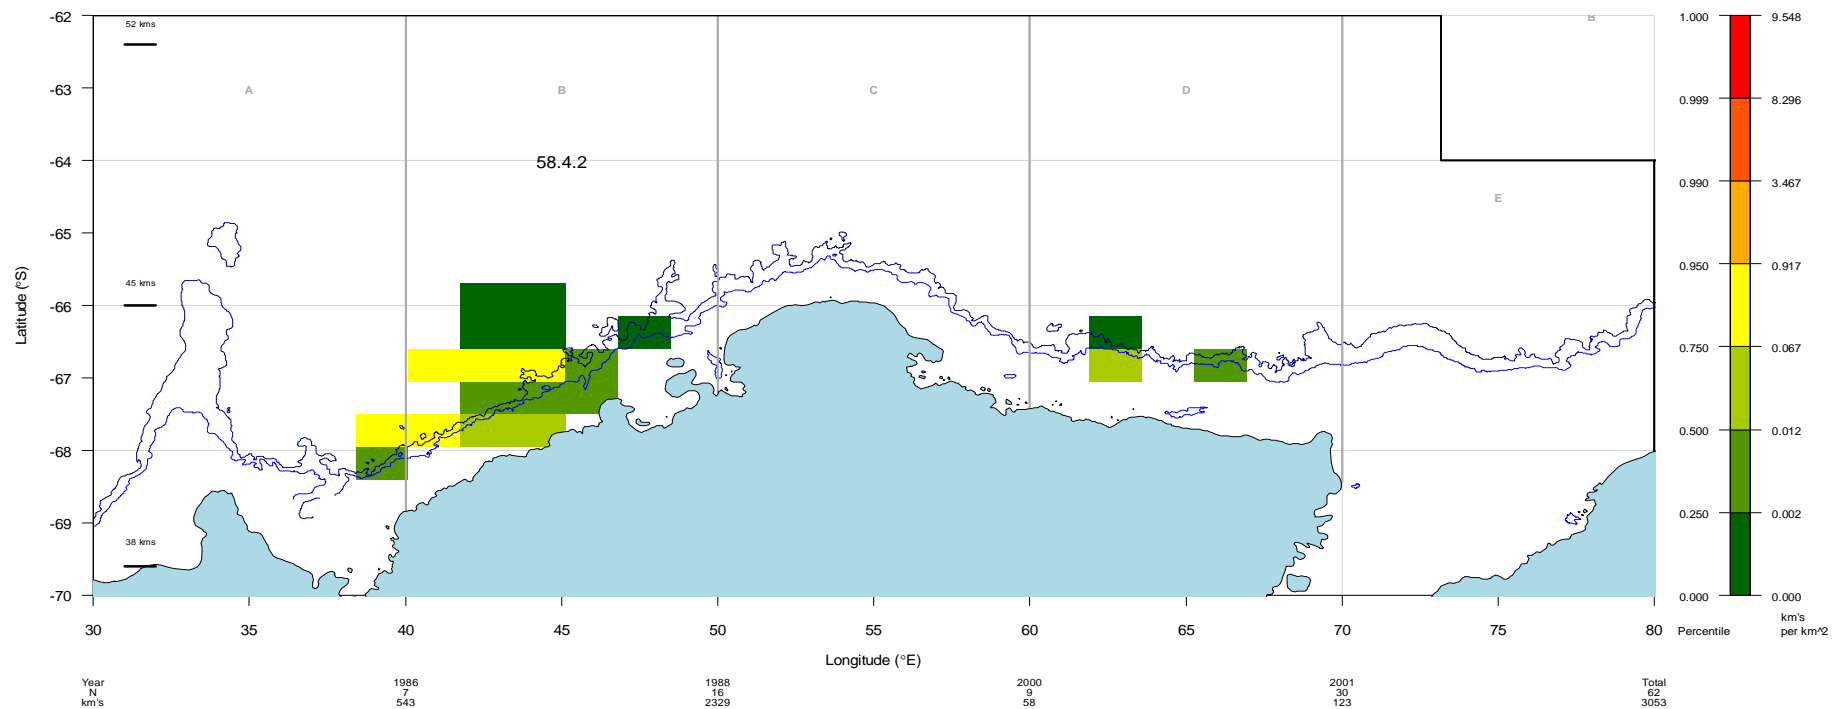 -62
-63
-64
-65
-66
-67
-68
-69
-70
Latitude (°S)
52 kms
45 kms
38 kms
A
B
C
D
E
B
58.4.2
30 35 40 45 50 55 60 65 70 75 80
Longitude (°E)
1.000 9.548
0.999 8.296
0.990 3.467
0.950 0.917
0.750 0.067
0.500 0.012
0.250 0.002
0.000 0.000
Percentile
km's
per km^2
Year 1986 1988 2000 2001 Total
N 7 16 9 30 62
km's 543 2329 58 123 3053